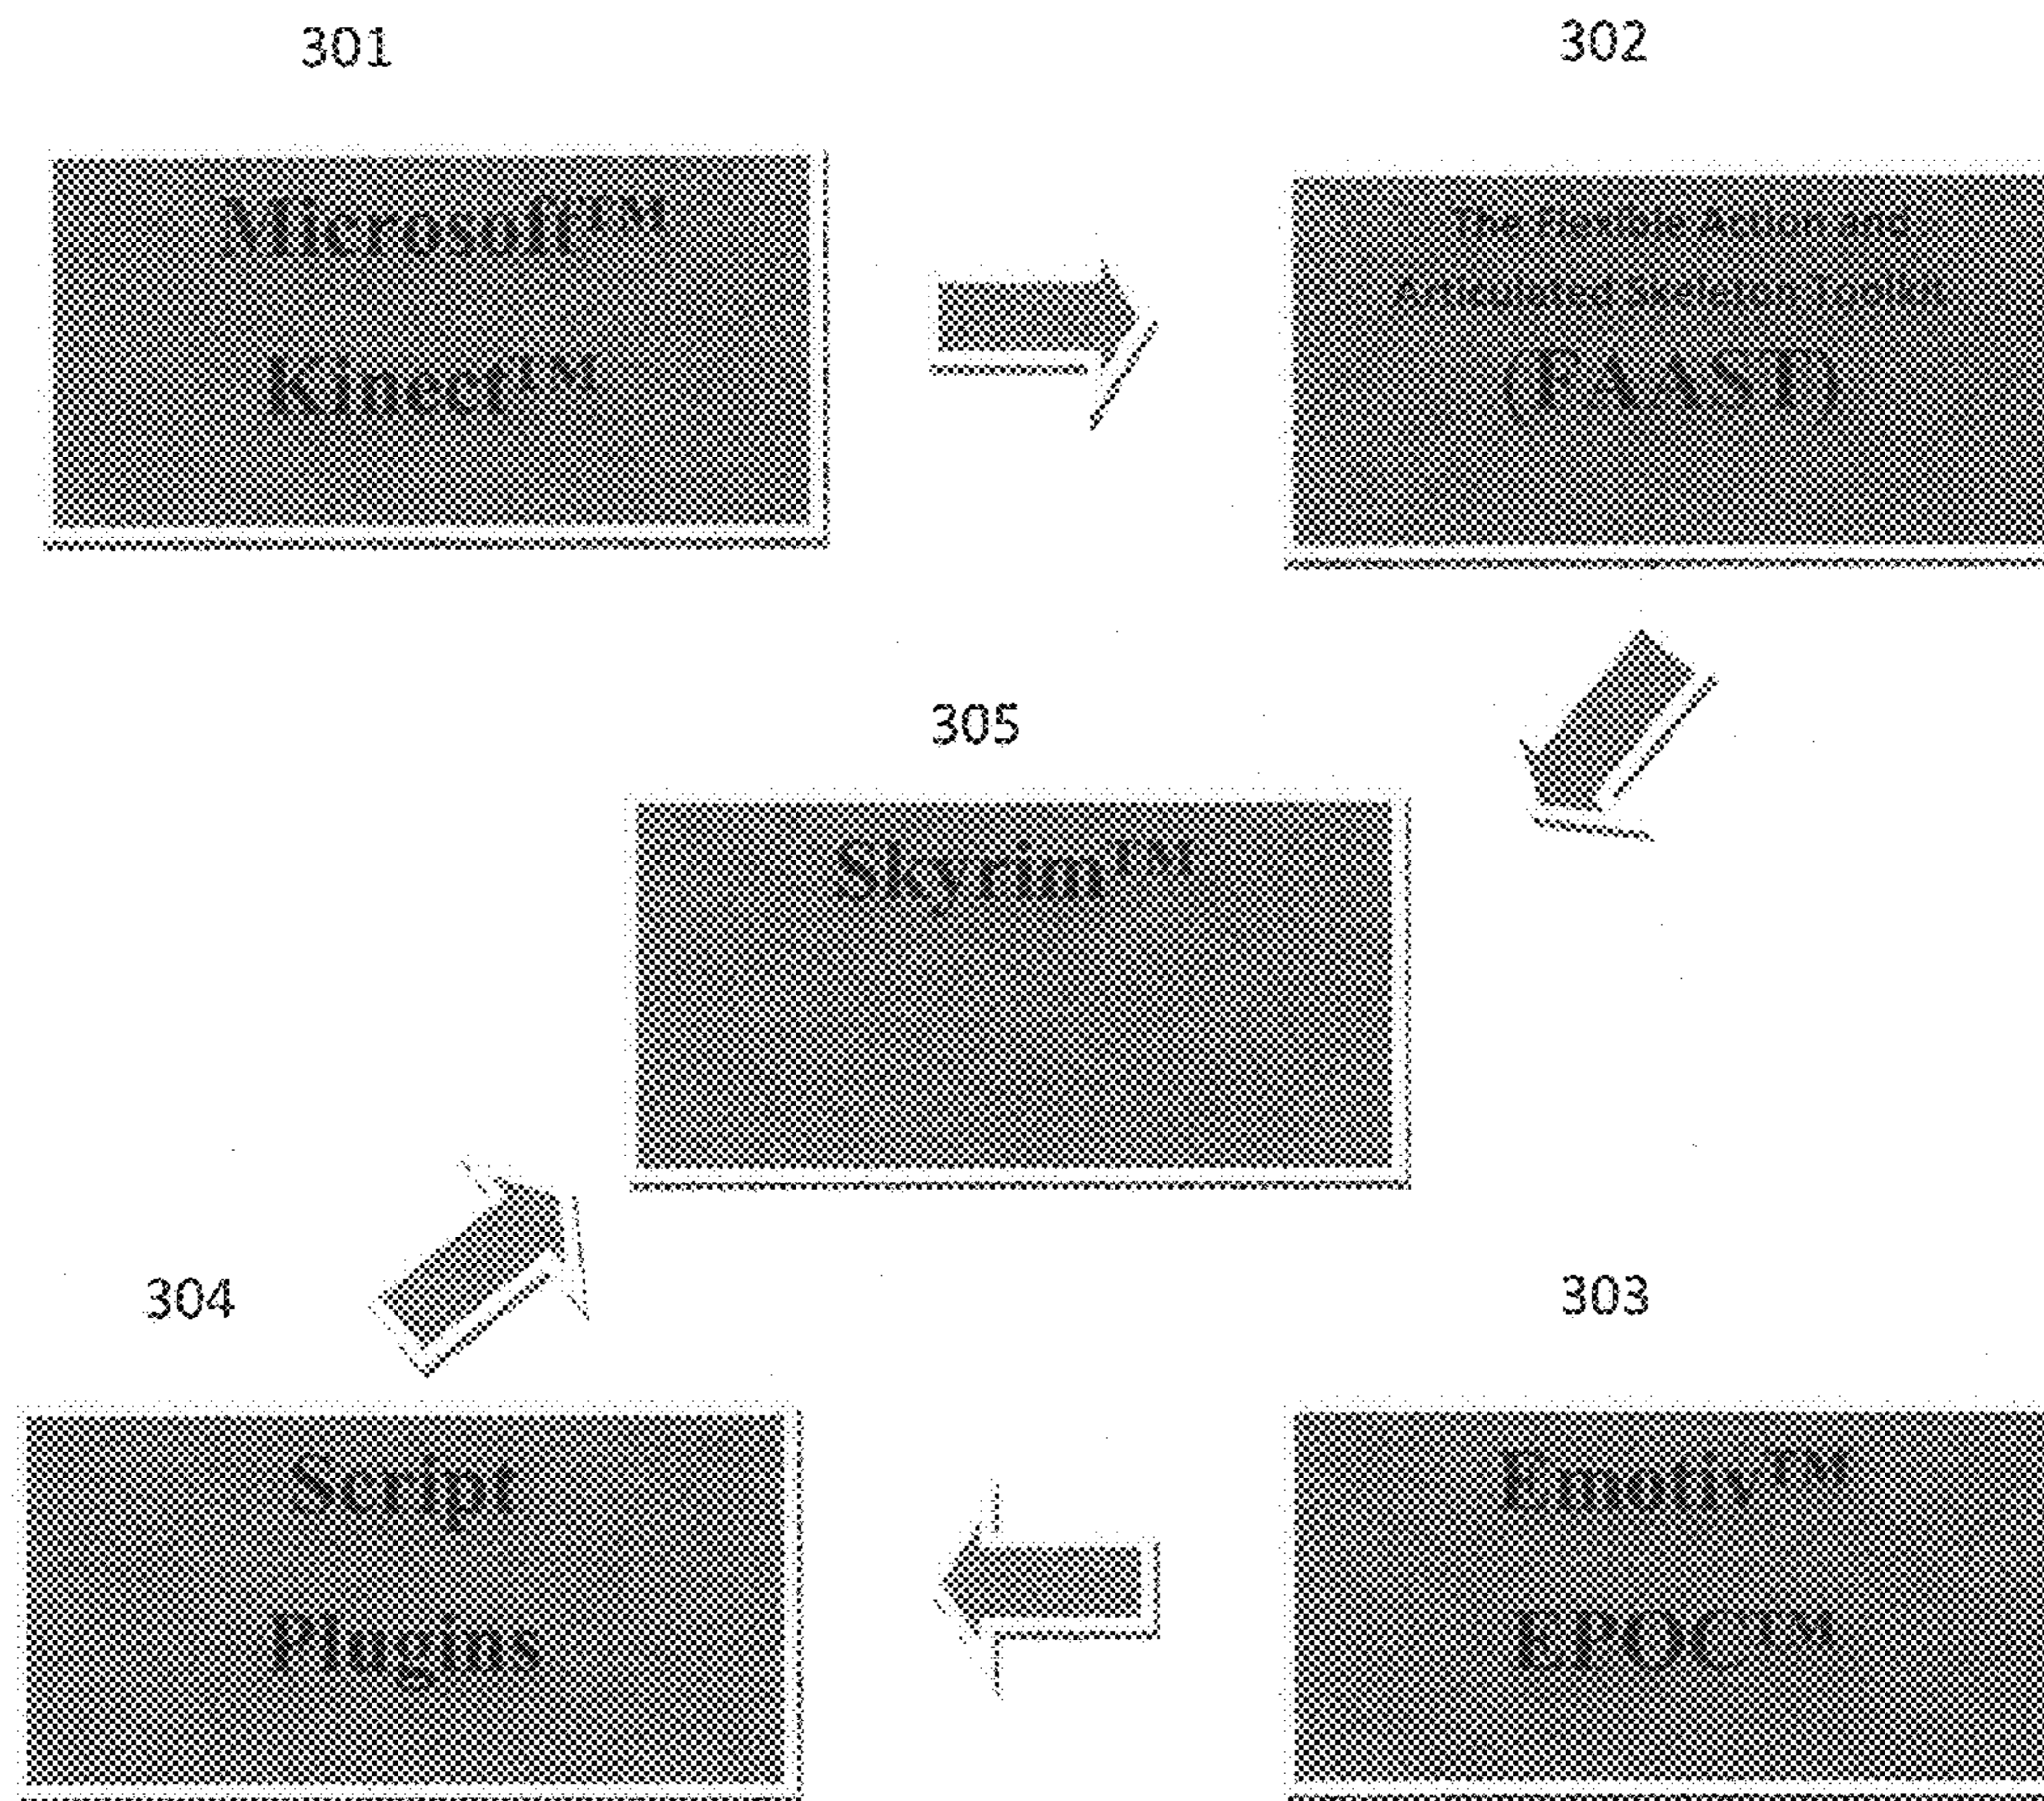 301
302
Microsoft™
Kinect™
The Flexible Action and
Articulated Skeleton Toolkit
(FAAST)
305
Skyrim™
304
303
Script
Plugins
Emotiv™
EPOC™